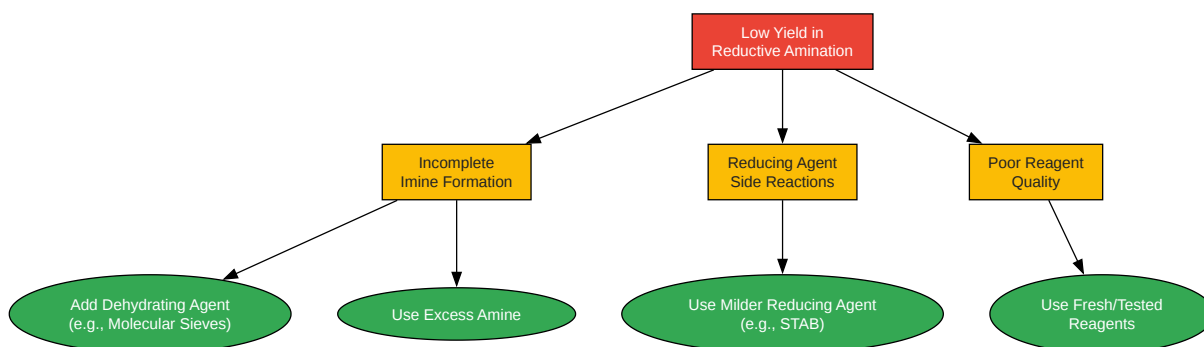 Low Yield in
Reductive Amination
Incomplete
Imine Formation
Reducing Agent
Side Reactions
Poor Reagent
Quality
Add Dehydrating Agent
(e.g., Molecular Sieves)
Use Excess Amine
Use Milder Reducing Agent
(e.g., STAB)
Use Fresh/Tested
Reagents